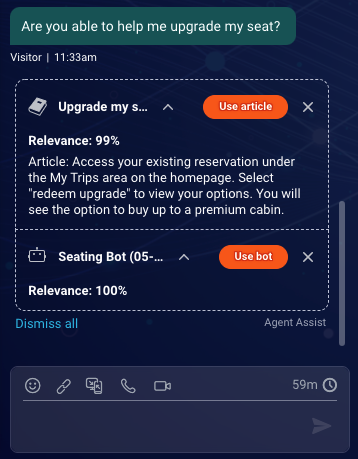 Are you able to help me upgrade my seat?
Visitor | 11:33am
Upgrade my s...
Use article
Relevance: 99%
Article: Access your existing reservation under
the My Trips area on the homepage. Select
"redeem upgrade" to view your options. You will
see the option to buy up to a premium cabin.
Seating Bot (05-...
Use bot
Relevance: 100%
Dismiss all
Agent Assist
59m